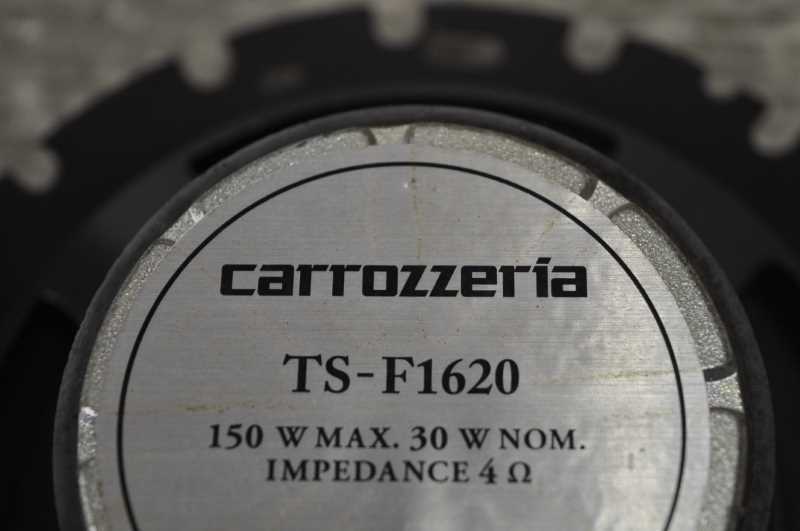 carrozzeria
TS-F1620
150 W MAX. 30 W NOM.
IMPEDANCE 4 Ω